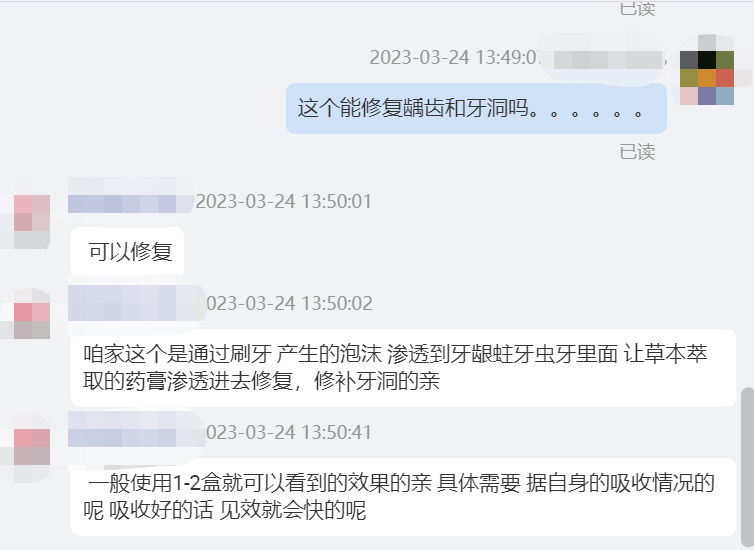 已读
2023-03-24 13:49:0
这个能修复龋齿和牙洞吗。。。。。。
已读
2023-03-24 13:50:01
可以修复
023-03-24 13:50:02
咱家这个是通过刷牙 产生的泡沫 渗透到牙龈蛀牙虫牙里面 让草本萃
取的药膏渗透进去修复，修补牙洞的亲
023-03-24 13:50:41
一般使用1-2盒就可以看到的效果的亲 具体需要 据自身的吸收情况的
呢 吸收好的话 见效就会快的呢